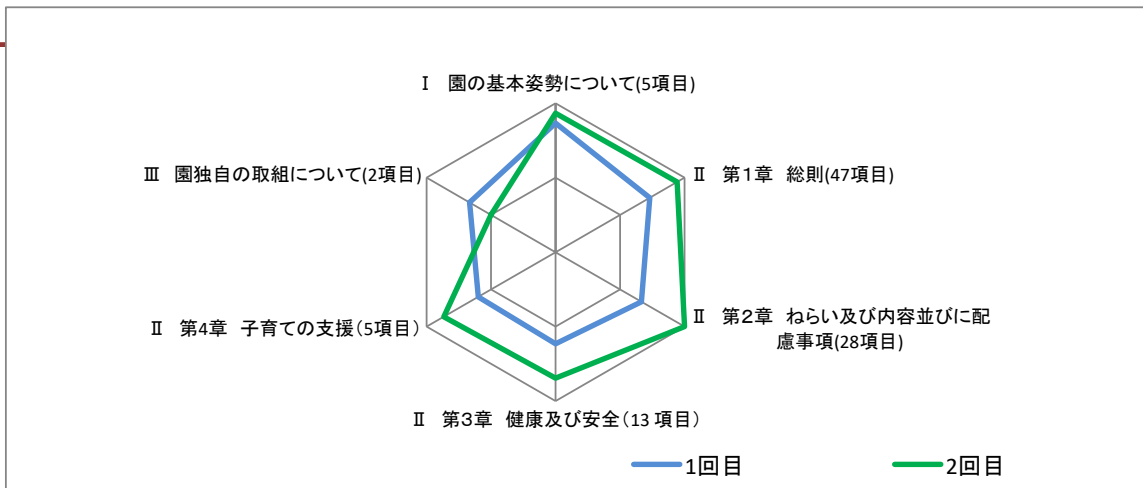 Ⅰ　園の基本姿勢について(5項目)
Ⅲ　園独自の取組について(2項目)
Ⅱ　第1章　総則(47項目)
Ⅱ　第2章　ねらい及び内容並びに配
慮事項(28項目)
Ⅱ　第4章　子育ての支援（5項目）
Ⅱ　第3章　健康及び安全（13 項目）
1回目
2回目